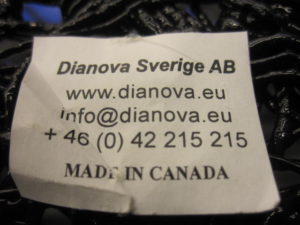 Dianova Sverige AB
www.dianova.eu
info@dianova.eu
+ 46 (0) 42 215 215
MADE IN CANADA